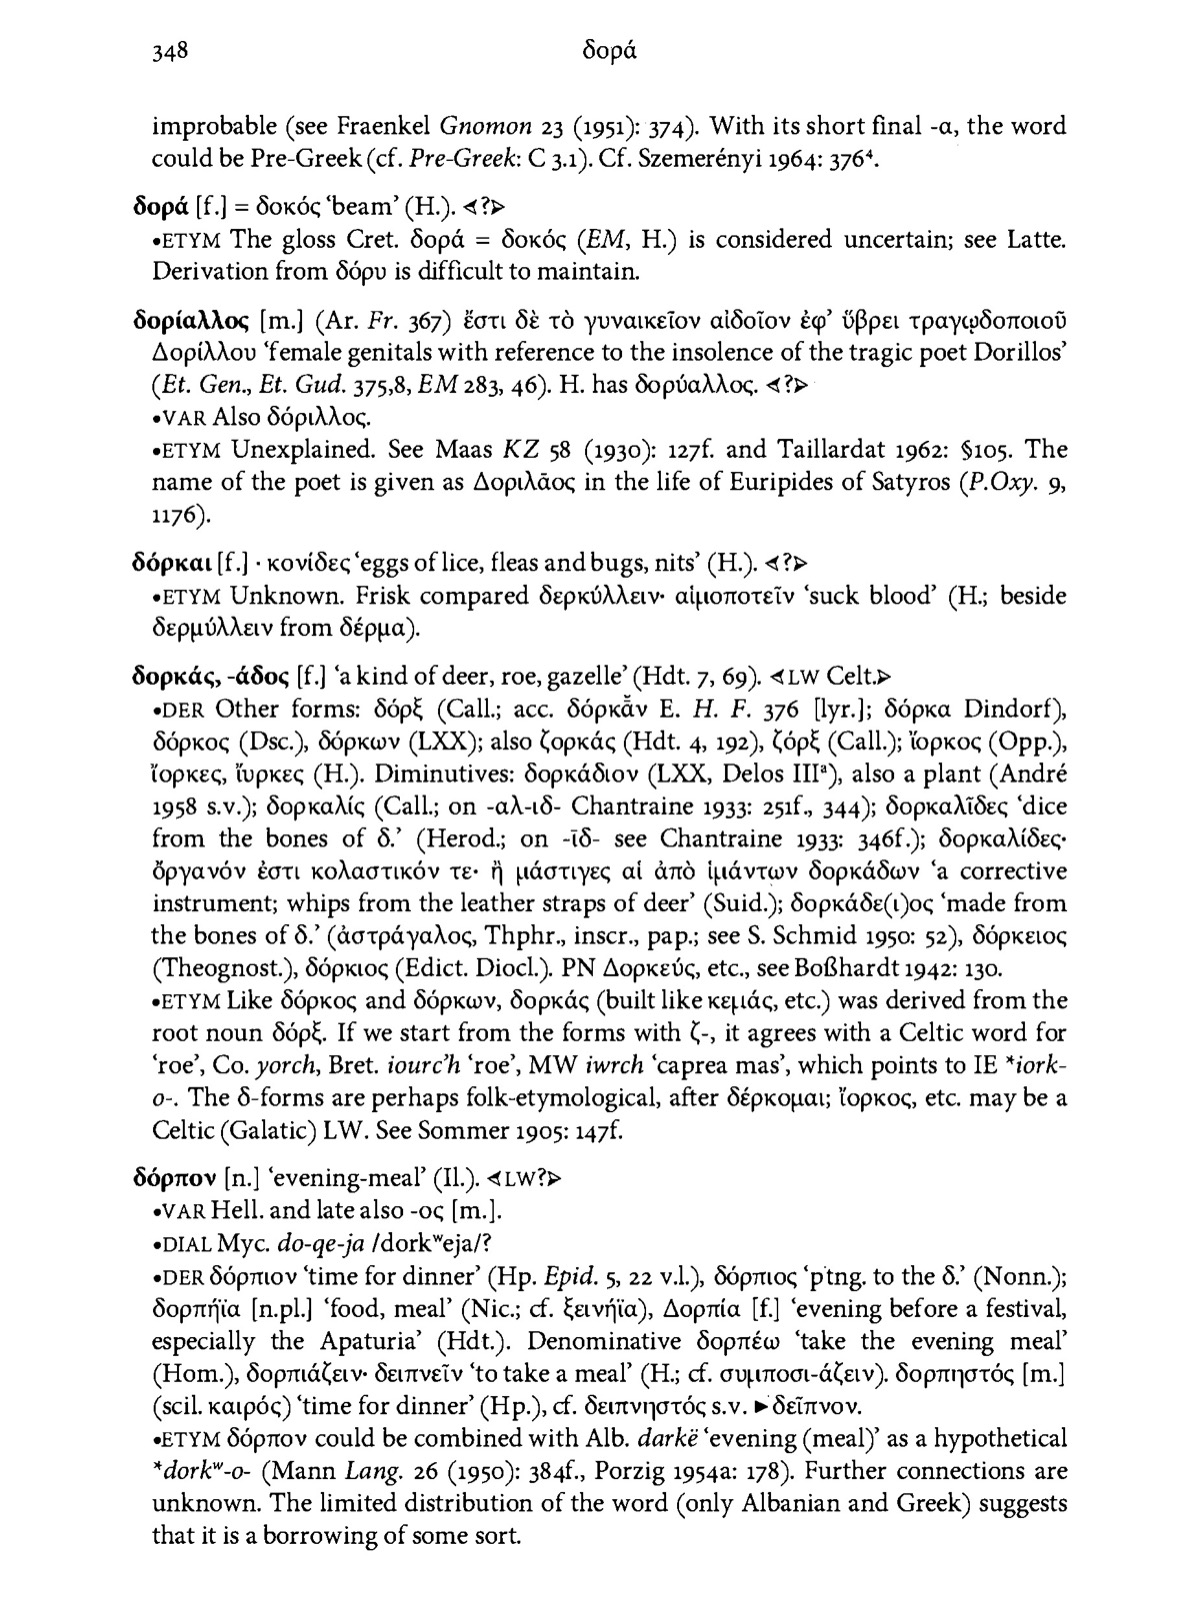 348
δορά
improbable (see Fraenkel Gnomon 23 (1951): 374). With its short final -α, the word
could be Pre-Greek (cf. Pre-Greek: C 3.1). Cf. Szemerényi 1964: 376⁴.
δορά [f.] = δοκός ‘beam’ (H.). ⋖?⋗
•ETYM The gloss Cret. δορά = δοκός (EM, H.) is considered uncertain; see Latte.
Derivation from δόρυ is difficult to maintain.
δορίαλλος [m.] (Ar. Fr. 367) ἔστι δὲ τὸ γυναικεῖον αἰδοῖον ἐφ’ ὕβρει τραγῳδοποιοῦ
Δορίλλου ‘female genitals with reference to the insolence of the tragic poet Dorillos’
(Et. Gen., Et. Gud. 375,8, EM 283, 46). H. has δορύαλλος. ⋖?⋗
•VAR Also δόριλλος.
•ETYM Unexplained. See Maas KZ 58 (1930): 127f. and Taillardat 1962: §105. The
name of the poet is given as Δοριλᾱος in the life of Euripides of Satyros (P.Oxy. 9,
1176).
δόρκαι [f.] · κονίδες ‘eggs of lice, fleas and bugs, nits’ (H.). ⋖?⋗
•ETYM Unknown. Frisk compared δερκύλλειν· αἱμοποτεῖν ‘suck blood’ (H.; beside
δερμύλλειν from δέρμα).
δορκάς, -άδος [f.] ‘a kind of deer, roe, gazelle’ (Hdt. 7, 69). ⋖LW Celt.⋗
•DER Other forms: δόρξ (Call.; acc. δόρκᾱ̆ν E. H. F. 376 [lyr.]; δόρκα Dindorf),
δόρκος (Dsc.), δόρκων (LXX); also ζορκάς (Hdt. 4, 192), ζόρξ (Call.); ἴορκος (Opp.),
ἴορκες, ἴυρκες (H.). Diminutives: δορκάδιον (LXX, Delos IIIᵃ), also a plant (André
1958 s.v.); δορκαλίς (Call.; on -αλ-ιδ- Chantraine 1933: 251f., 344); δορκαλῖδες ‘dice
from the bones of δ.’ (Herod.; on -ῑδ- see Chantraine 1933: 346f.); δορκαλίδες·
ὄργανόν ἐστι κολαστικόν τε· ἢ μάστιγες αἱ ἀπὸ ἱμάντων δορκάδων ‘a corrective
instrument; whips from the leather straps of deer’ (Suid.); δορκάδε(ι)ος ‘made from
the bones of δ.’ (ἀστράγαλος, Thphr., inscr., pap.; see S. Schmid 1950: 52), δόρκειος
(Theognost.), δόρκιος (Edict. Diocl.). PN Δορκεύς, etc., see Boßhardt 1942: 130.
•ETYM Like δόρκος and δόρκων, δορκάς (built like κεμάς, etc.) was derived from the
root noun δόρξ. If we start from the forms with ζ-, it agrees with a Celtic word for
‘roe’, Co. yorch, Bret. iourc’h ‘roe’, MW iwrch ‘caprea mas’, which points to IE *iork-
o-. The δ-forms are perhaps folk-etymological, after δέρκομαι; ἴορκος, etc. may be a
Celtic (Galatic) LW. See Sommer 1905: 147f.
δόρπον [n.] ‘evening-meal’ (Il.). ⋖LW?⋗
•VAR Hell. and late also -ος [m.].
•DIAL Myc. do-qe-ja /dorkʷeja/?
•DER δόρπιον ‘time for dinner’ (Hp. Epid. 5, 22 v.l.), δόρπιος ‘ptng. to the δ.’ (Nonn.);
δορπήϊα [n.pl.] ‘food, meal’ (Nic.; cf. ξεινήϊα), Δορπία [f.] ‘evening before a festival,
especially the Apaturia’ (Hdt.). Denominative δορπέω ‘take the evening meal’
(Hom.), δορπιάζειν· δειπνεῖν ‘to take a meal’ (H.; cf. συμποσι-άζειν). δορπηστός [m.]
(scil. καιρός) ‘time for dinner’ (Hp.), cf. δειπνηστός s.v. ►δεῖπνον.
•ETYM δόρπον could be combined with Alb. darkë ‘evening (meal)’ as a hypothetical
*dorkʷ-o- (Mann Lang. 26 (1950): 384f., Porzig 1954a: 178). Further connections are
unknown. The limited distribution of the word (only Albanian and Greek) suggests
that it is a borrowing of some sort.